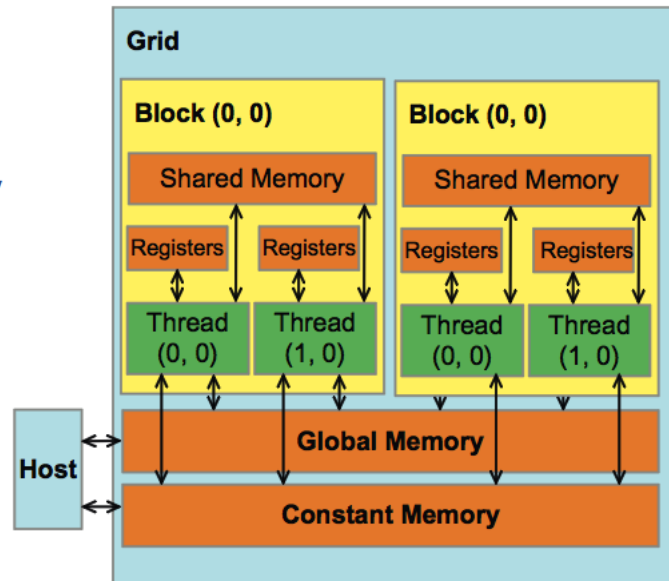 Grid
Block (0, 0)
Shared Memory
Registers
Registers
Thread
(0, 0)
Thread
(1, 0)
Block (0, 0)
Shared Memory
Registers
Registers
Thread
(0, 0)
Thread
(1, 0)
Host
Global Memory
Constant Memory